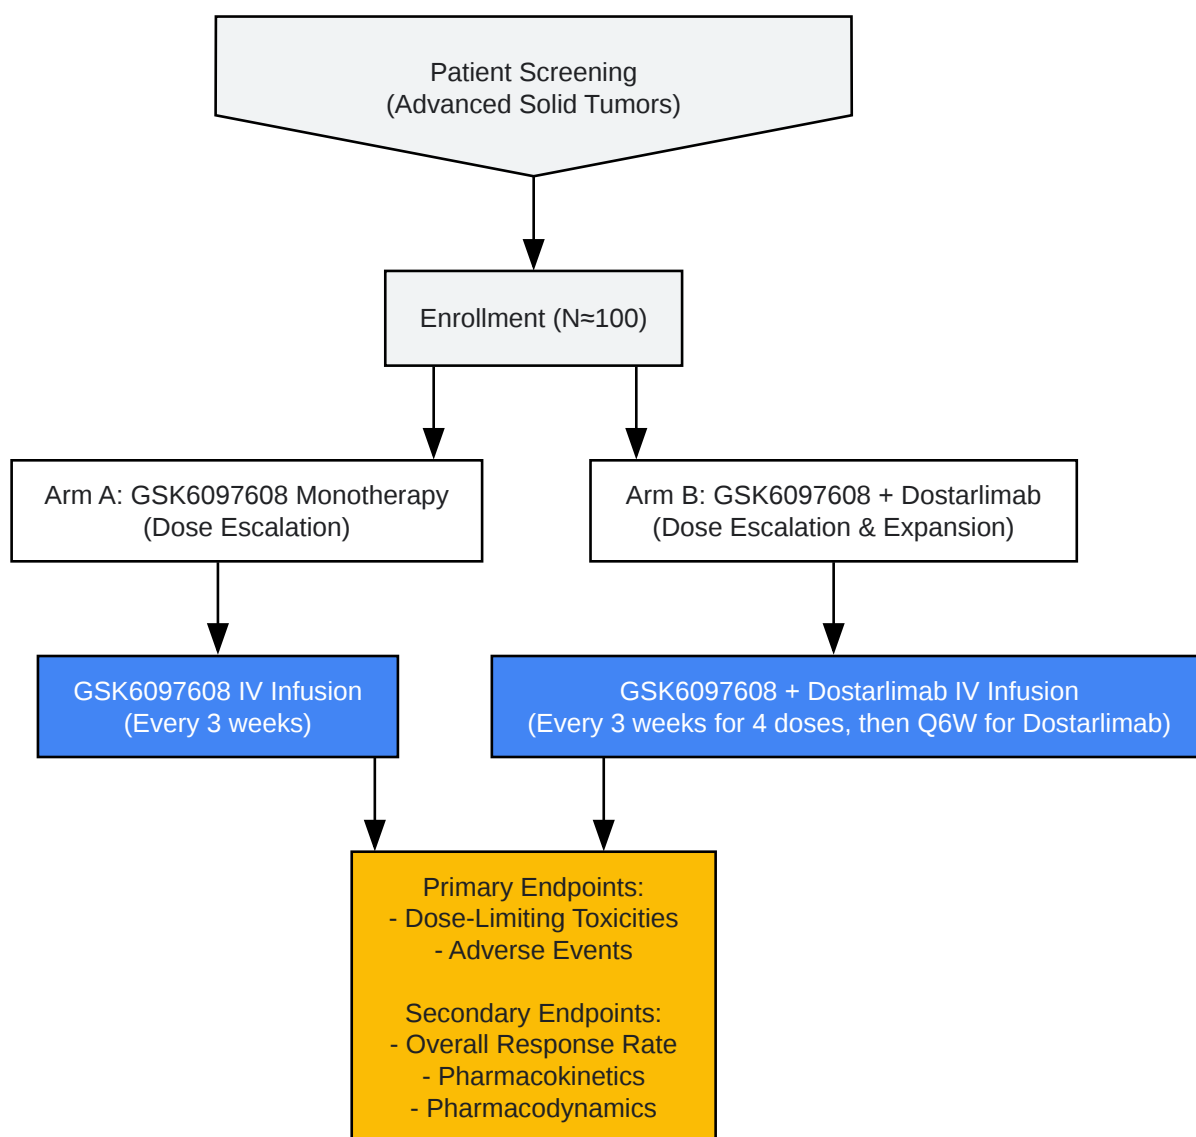 Patient Screening
(Advanced Solid Tumors)
Enrollment (N≈100)
Arm A: GSK6097608 Monotherapy
(Dose Escalation)
Arm B: GSK6097608 + Dostarlimab
(Dose Escalation & Expansion)
GSK6097608 IV Infusion
(Every 3 weeks)
GSK6097608 + Dostarlimab IV Infusion
(Every 3 weeks for 4 doses, then Q6W for Dostarlimab)
Primary Endpoints:
- Dose-Limiting Toxicities
- Adverse Events
Secondary Endpoints:
- Overall Response Rate
- Pharmacokinetics
- Pharmacodynamics